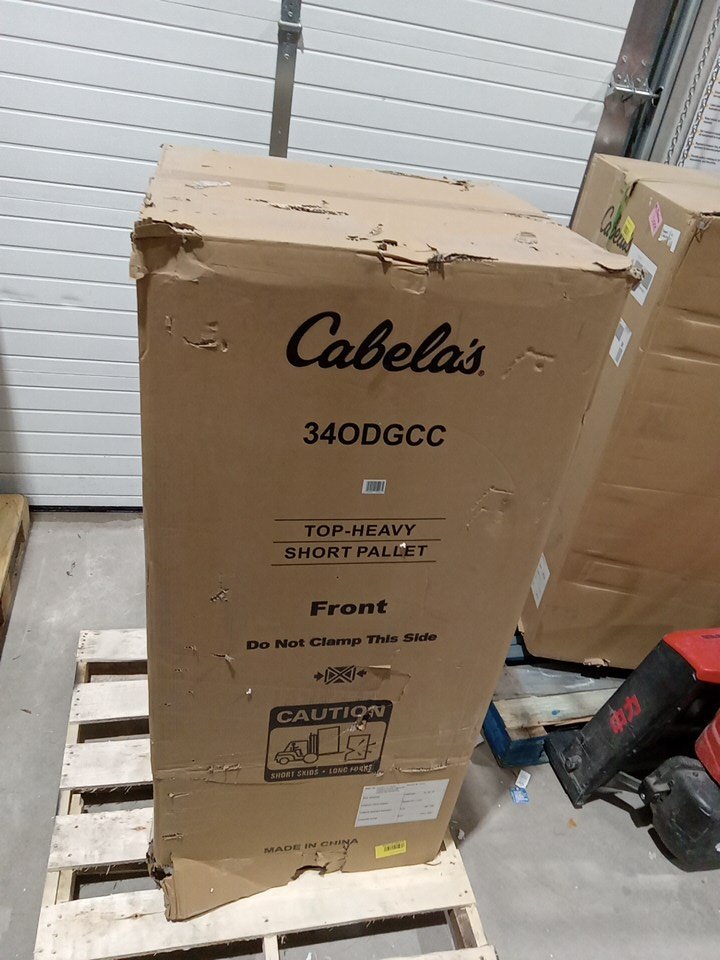 Cabela's
34ODGCC
TOP-HEAVY
SHORT PALLET
Front
Do Not Clamp This Side
CAUTION
SHORT SKIDS • LONG FORKS
MADE IN CHINA